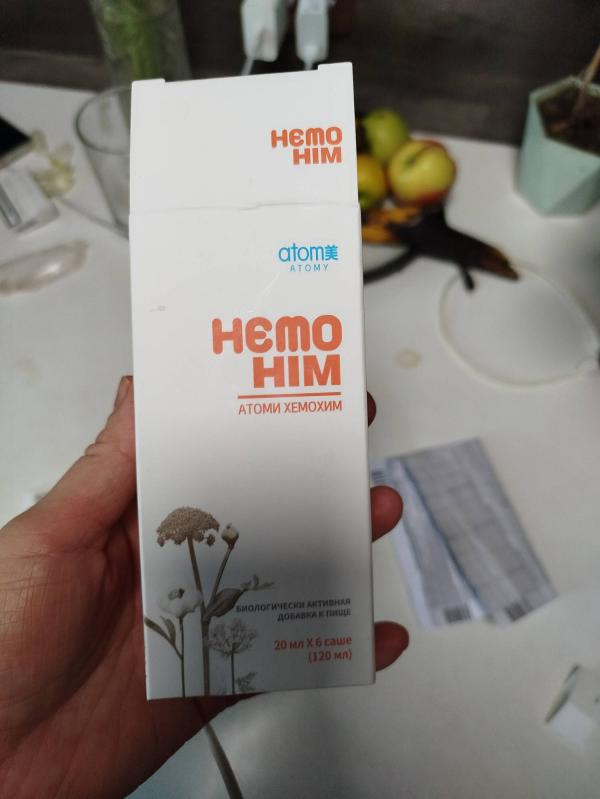 HEMO
HIM
atom美
ATOMY
HEMO
HIM
АТОМИ ХЕМОХИМ
БИОЛОГИЧЕСКИ АКТИВНАЯ
ДОБАВКА К ПИЩЕ
20 мл X 6 саше
(120 мл)